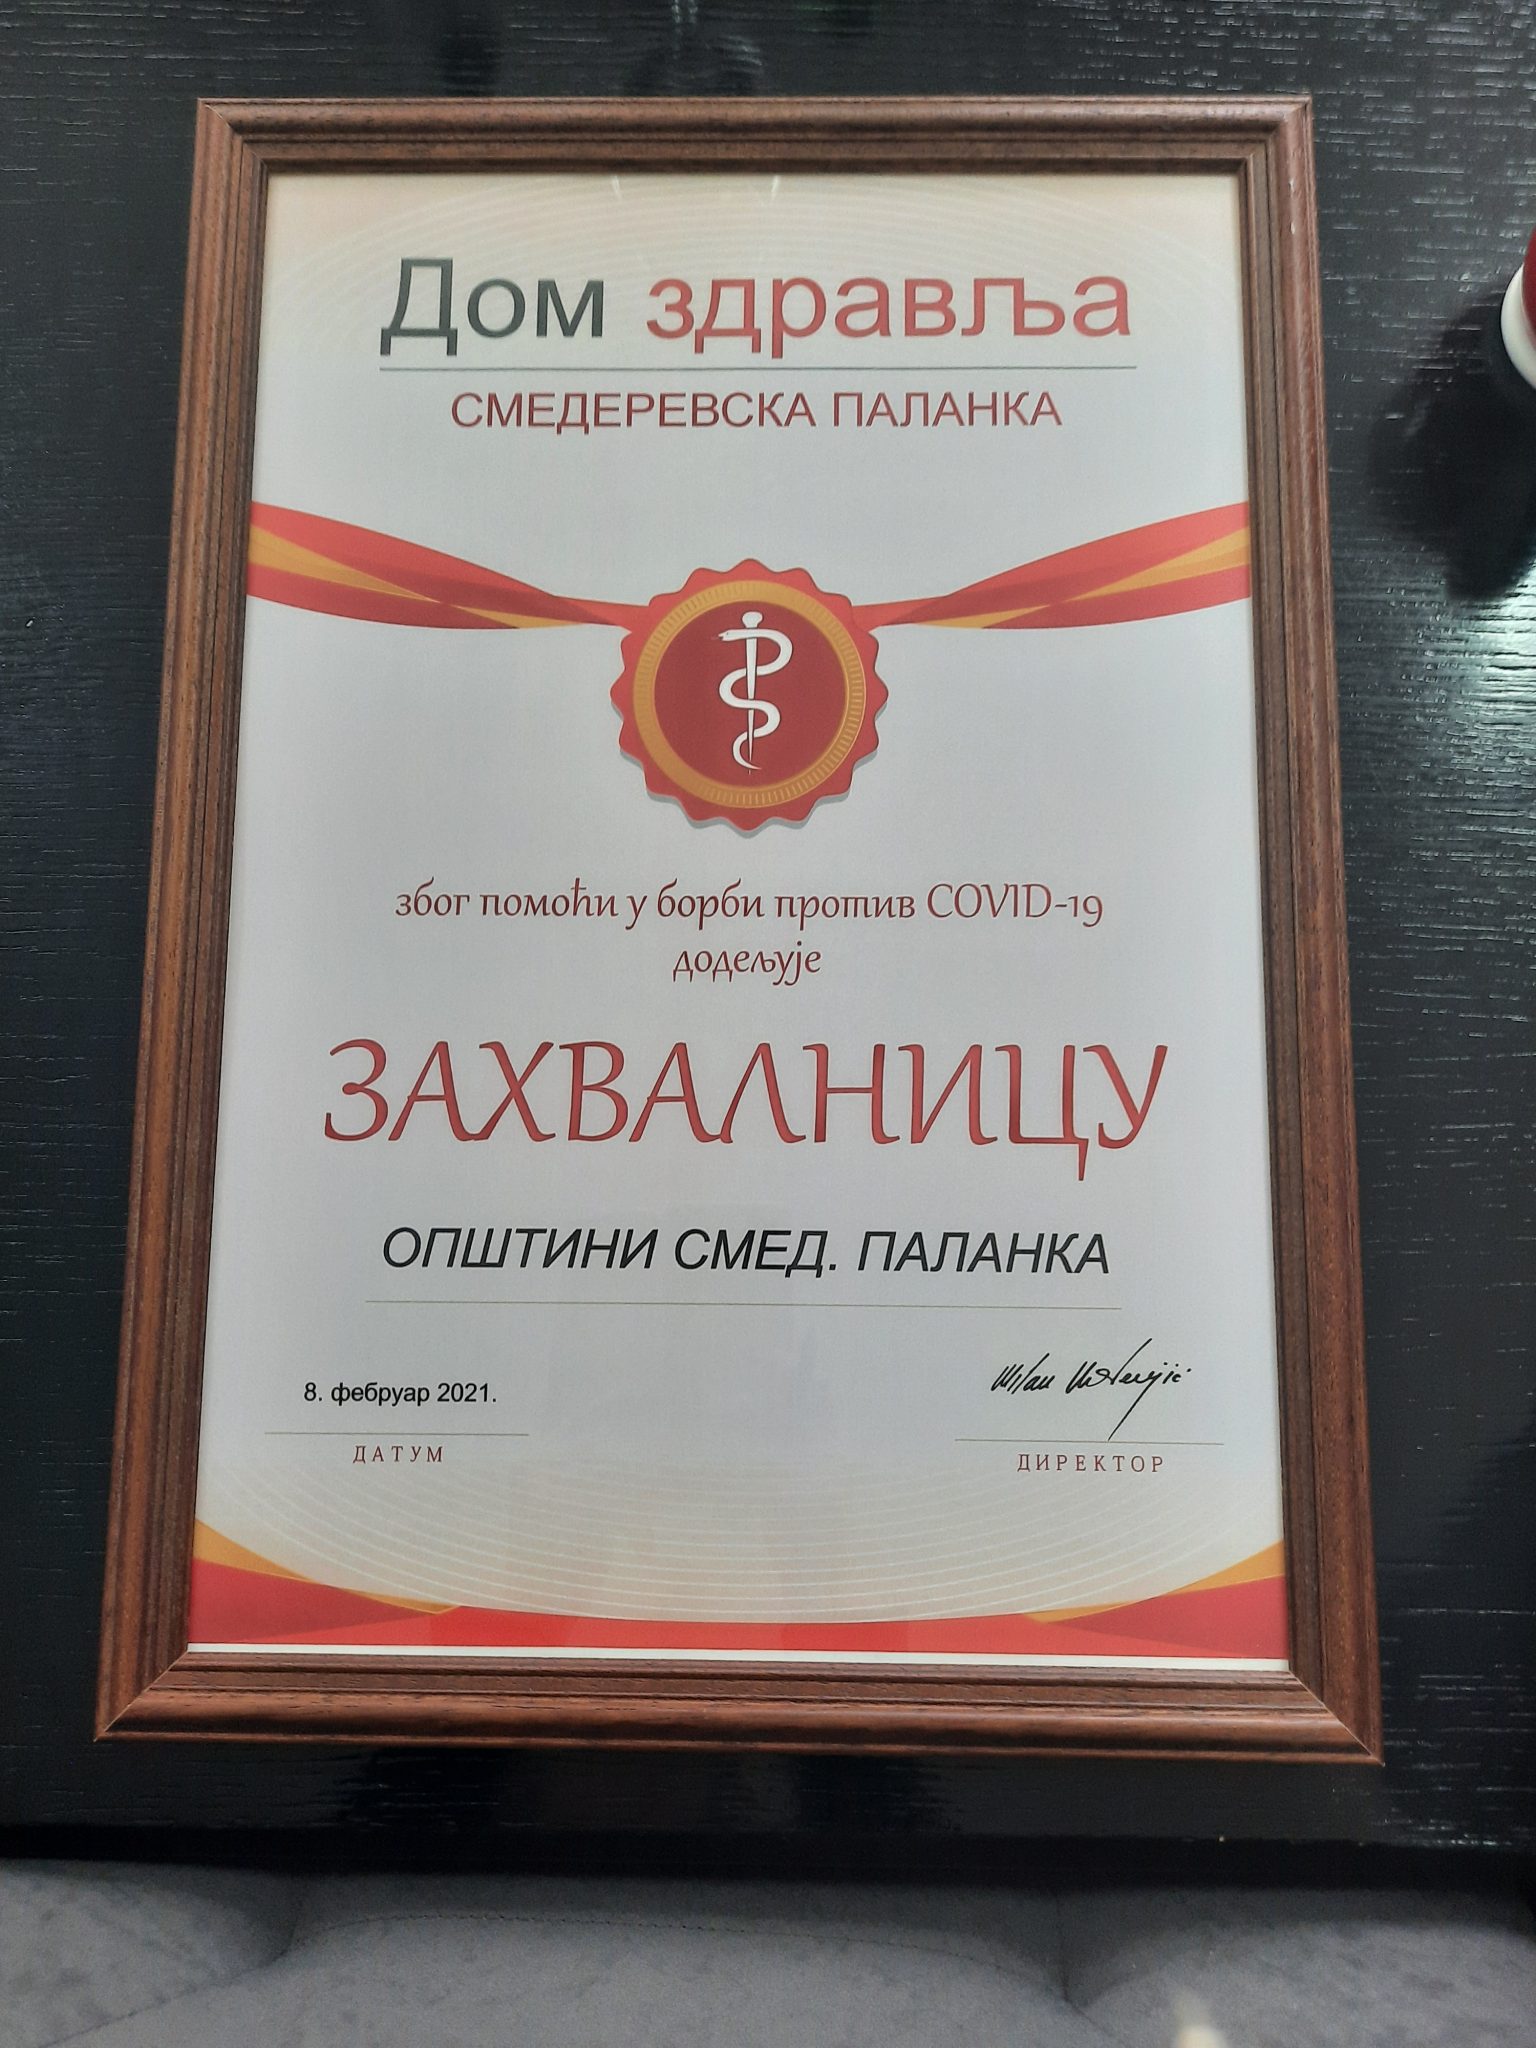 Дом здравља
СМЕДЕРЕВСКА ПАЛАНКА
због помоћи у борби против COVID-19
додељује
ЗАХВАЛНИЦУ
ОПШТИНИ СМЕД. ПАЛАНКА
8. фебруар 2021.
ДАТУМ
Milan
ДИРЕКТОР